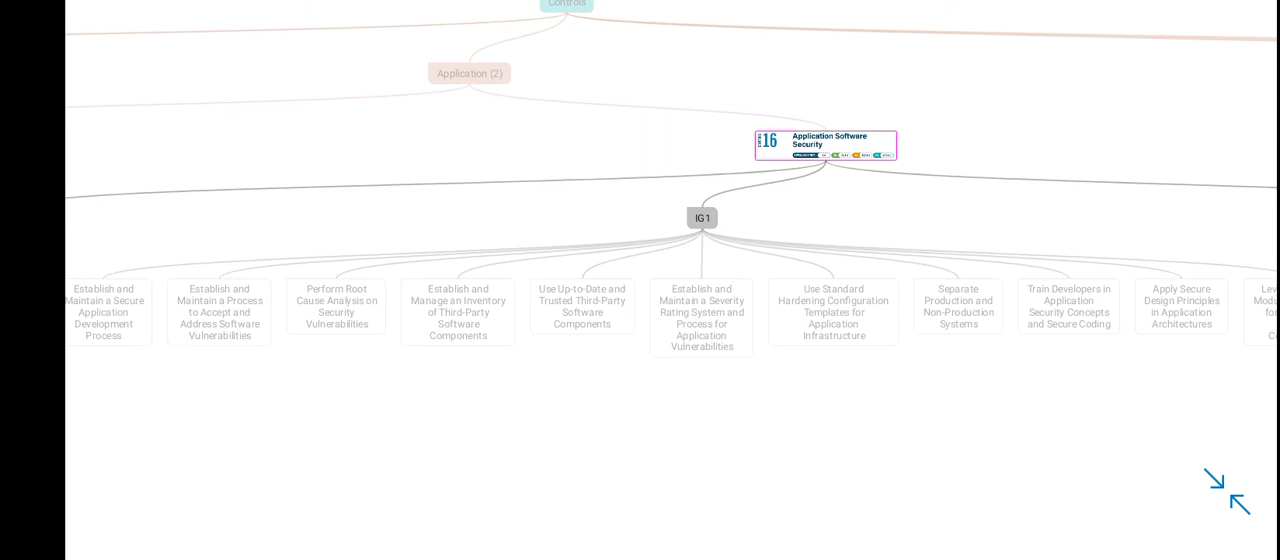 Controls
Application (2)
16
Application Software
Security
IG1
Establish and
Maintain a Secure
Application
Development
Process
Establish and
Maintain a Process
to Accept and
Address Software
Vulnerabilities
Perform Root
Cause Analysis on
Security
Vulnerabilities
Establish and
Manage an Inventory
of Third-Party
Software
Components
Use Up-to-Date and
Trusted Third-Party
Software
Components
Establish and
Maintain a Severity
Rating System and
Process for
Application
Vulnerabilities
Use Standard
Hardening Configuration
Templates for
Application
Infrastructure
Separate
Production and
Non-Production
Systems
Train Developers in
Application
Security Concepts
and Secure Coding
Apply Secure
Design Principles
in Application
Architectures